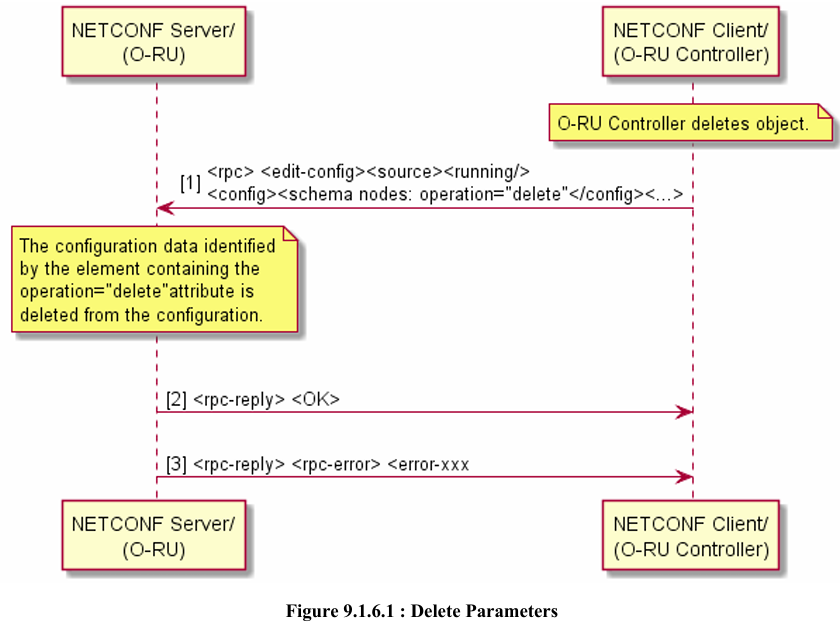 NETCONF Server/
(O-RU)
NETCONF Client/
(O-RU Controller)
O-RU Controller deletes object.
[1] <rpc> <edit-config><source><running/>
<config><schema nodes: operation="delete"</config><...>
The configuration data identified
by the element containing the
operation="delete"attribute is
deleted from the configuration.
[2] <rpc-reply> <OK>
[3] <rpc-reply> <rpc-error> <error-xxx
NETCONF Server/
(O-RU)
NETCONF Client/
(O-RU Controller)
Figure 9.1.6.1 : Delete Parameters